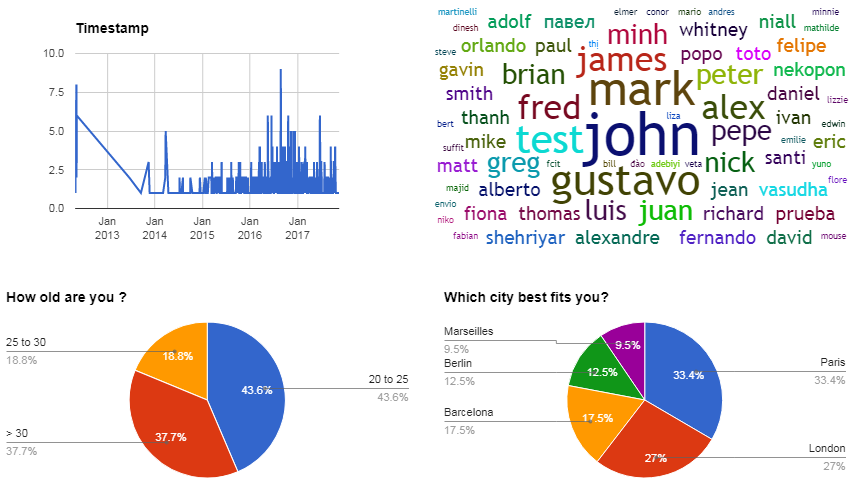 Timestamp
10.0
7.5
5.0
2.5
0.0
Jan 2013
Jan 2014
Jan 2015
Jan 2016
Jan 2017
martinelli elmer conor mario andres minnie
dinesh adolf павел minh whitney niall mathilde
steve orlando paul thi james popo toto felipe
gavin brian mark peter nekopon
smith fred alex daniel lizzie
bert thanh test john liza pepe ivan edwin
suffit mike emilie eric
matt greg fcit bill đào adebiyi veta nick santi yuno
majid alberto gustavo jean vasudha flore
envio fiona thomas luis juan richard prueba
niko
fabian shehriyar alexandre fernando david mouse
How old are you ?
25 to 30
18.8%
18.8%
20 to 25
43.6%
43.6%
> 30
37.7%
37.7%
Which city best fits you?
Marseilles
9.5%
9.5%
Berlin
12.5%
12.5%
Barcelona
17.5%
17.5%
Paris
33.4%
33.4%
London
27%
27%